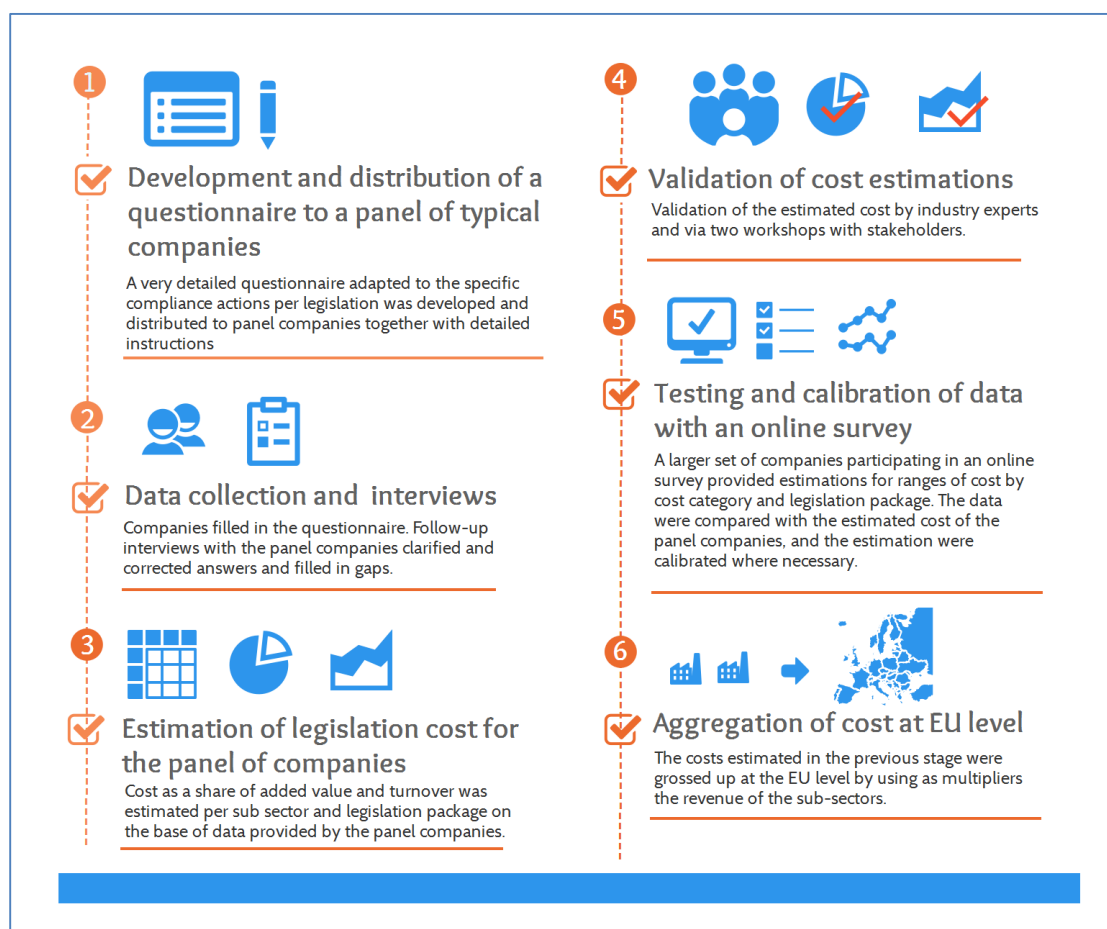 1
Development and distribution of a
questionnaire to a panel of typical
companies
A very detailed questionnaire adapted to the specific
compliance actions per legislation was developed and
distributed to panel companies together with detailed
instructions
2
Data collection and interviews
Companies filled in the questionnaire. Follow-up
interviews with the panel companies clarified and
corrected answers and filled in gaps.
3
Estimation of legislation cost for
the panel of companies
Cost as a share of added value and turnover was
estimated per sub sector and legislation package on
the base of data provided by the panel companies.
4
Validation of cost estimations
Validation of the estimated cost by industry experts
and via two workshops with stakeholders.
5
Testing and calibration of data
with an online survey
A larger set of companies participating in an online
survey provided estimations for ranges of cost by
cost category and legislation package. The data
were compared with the estimated cost of the
panel companies, and the estimation were
calibrated where necessary.
6
Aggregation of cost at EU level
The costs estimated in the previous stage were
grossed up at the EU level by using as multipliers
the revenue of the sub-sectors.